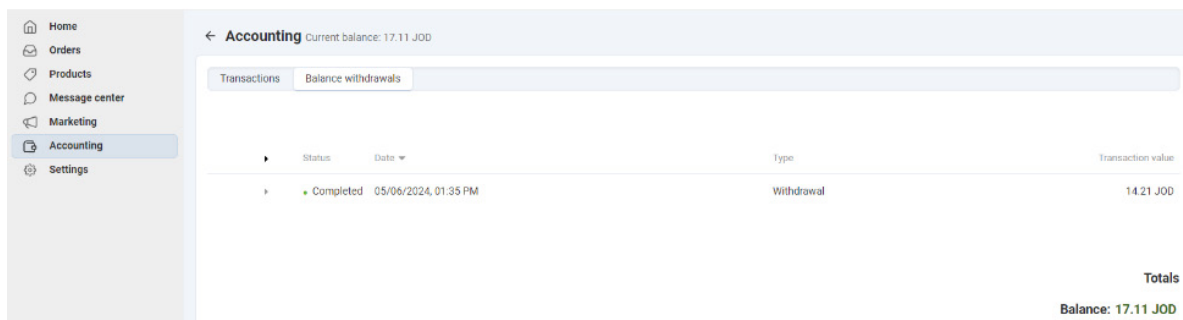 Home
Orders
Products
Message center
Marketing
Accounting
Settings
Accounting Current balance: 17.11 JOD
Transactions Balance withdrawals
Status Date Type Transaction value
Completed 05/06/2024, 01:35 PM Withdrawal 14.21 JOD
Totals
Balance: 17.11 JOD